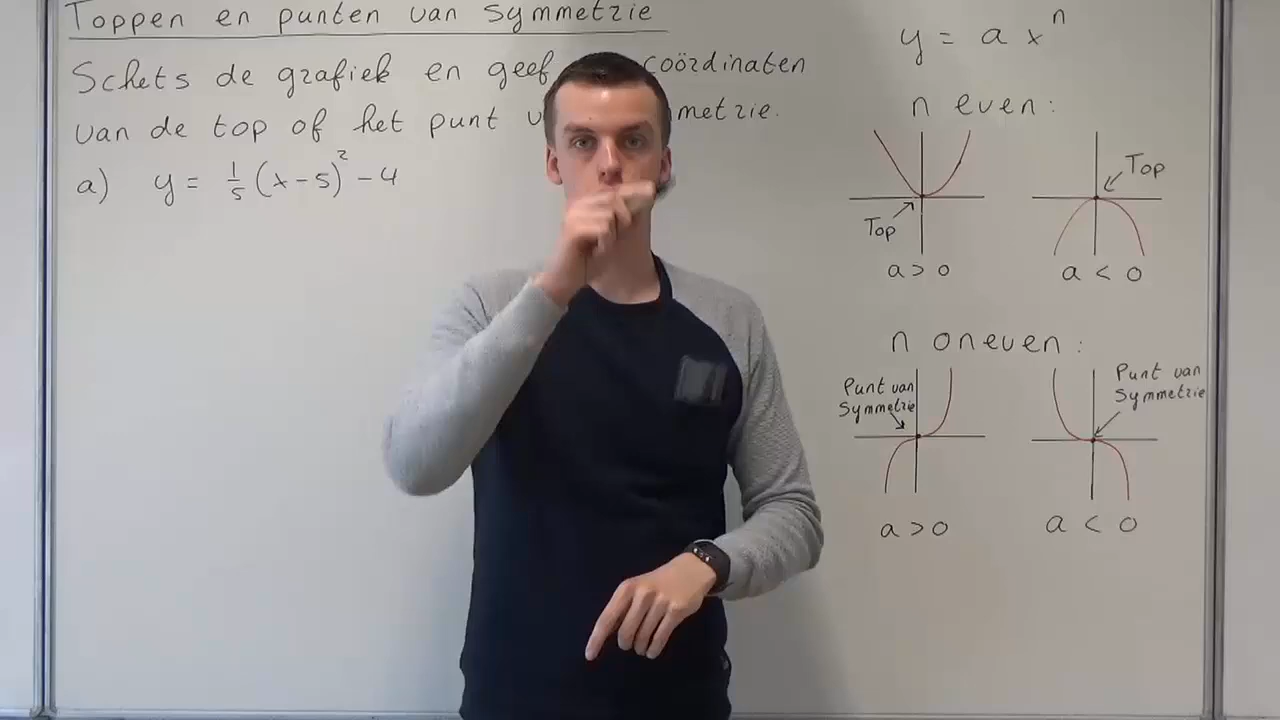 Toppen en punten van symmetrie
Schets de grafiek en geef coördinaten
van de top of het punt metrie.
a) y = 1/5 (x-5)² - 4
y = a xⁿ
n even:
Top
Top
a > 0
a < 0
n oneven:
Punt van
Symmetrie
Punt van
Symmetrie
a > 0
a < 0